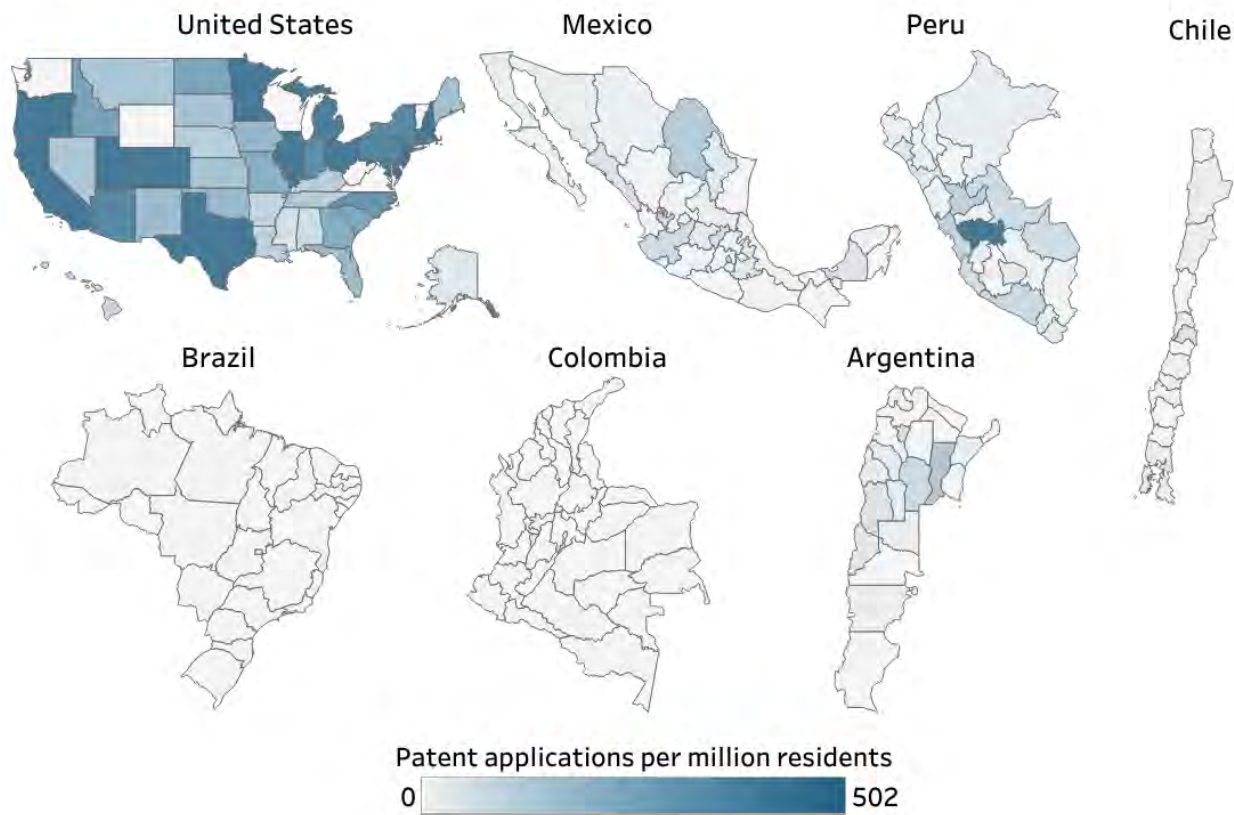 United States
Mexico
Peru
Chile
Brazil
Colombia
Argentina
Patent applications per million residents
0
502